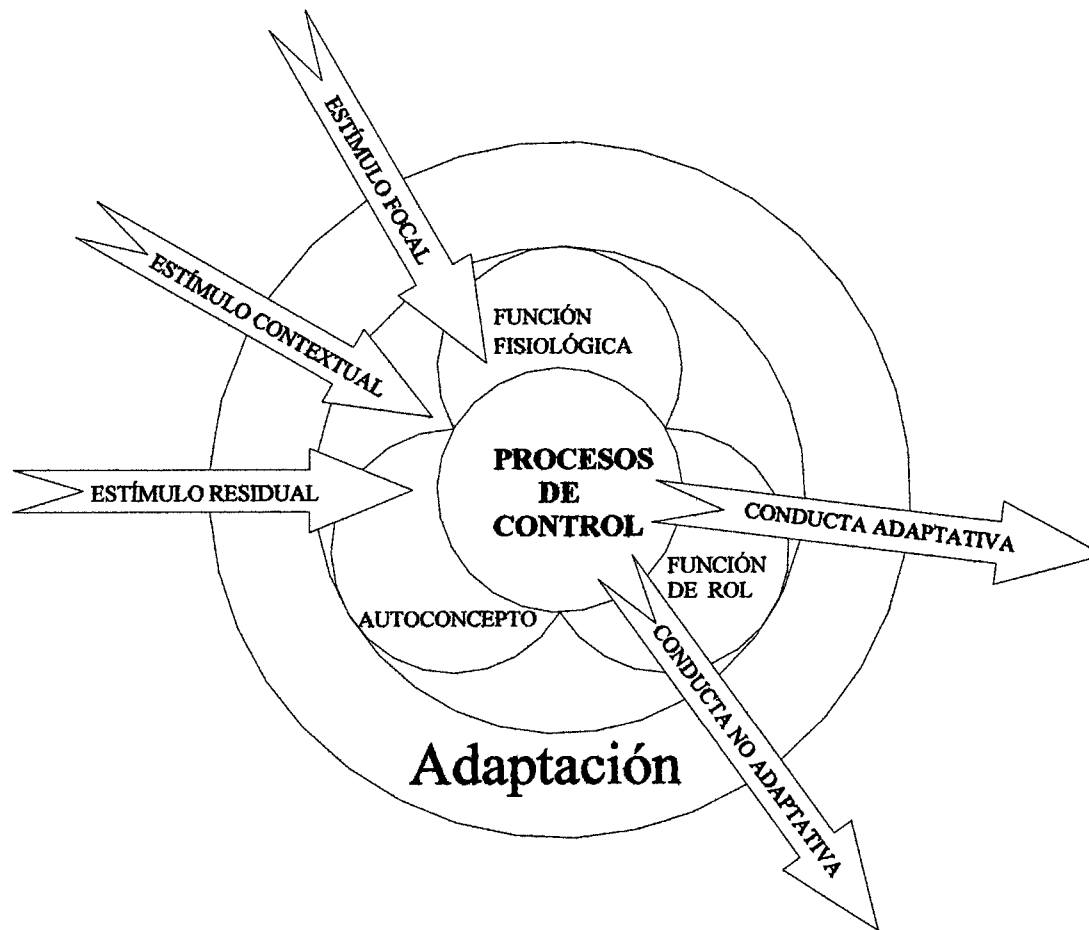 ESTÍMULO FOCAL
ESTÍMULO CONTEXTUAL
ESTÍMULO RESIDUAL
FUNCIÓN
FISIOLÓGICA
PROCESOS
DE
CONTROL
AUTOCONCEPTO
FUNCIÓN
DE ROL
CONDUCTA ADAPTATIVA
CONDUCTA NO ADAPTATIVA
Adaptación